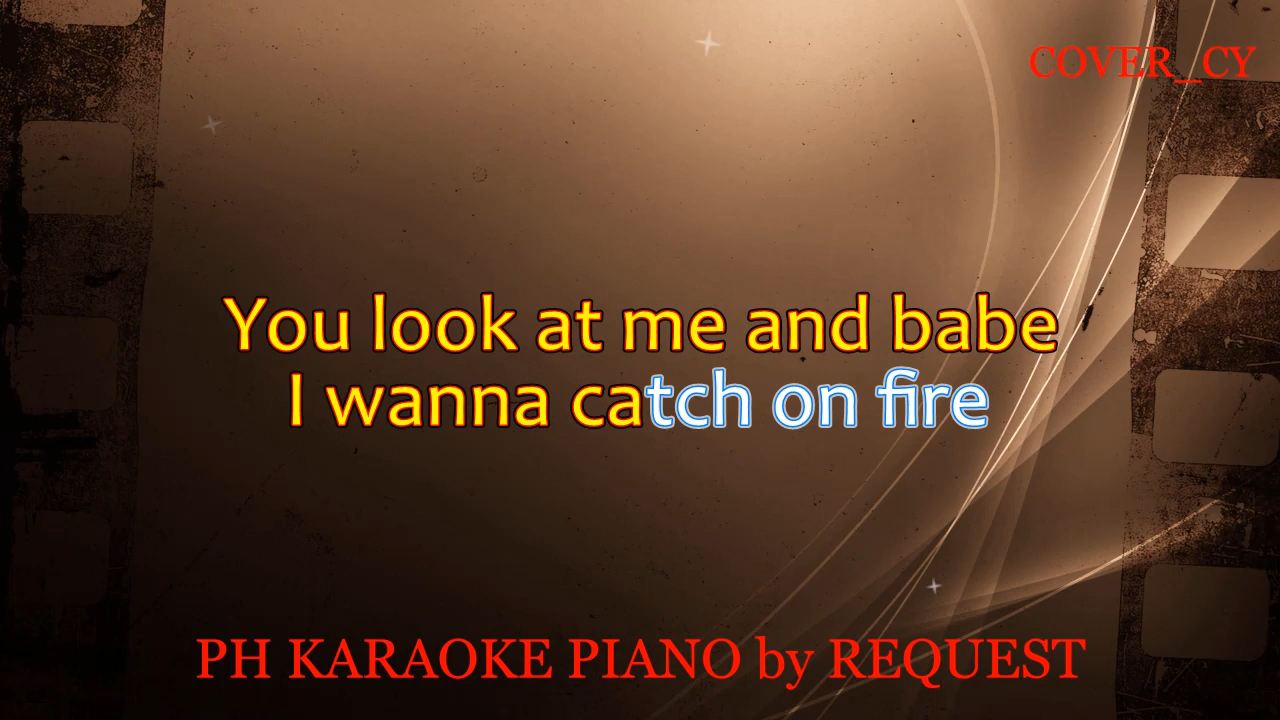 COVER_CY
You look at me and babe
I wanna catch on fire
PH KARAOKE PIANO by REQUEST